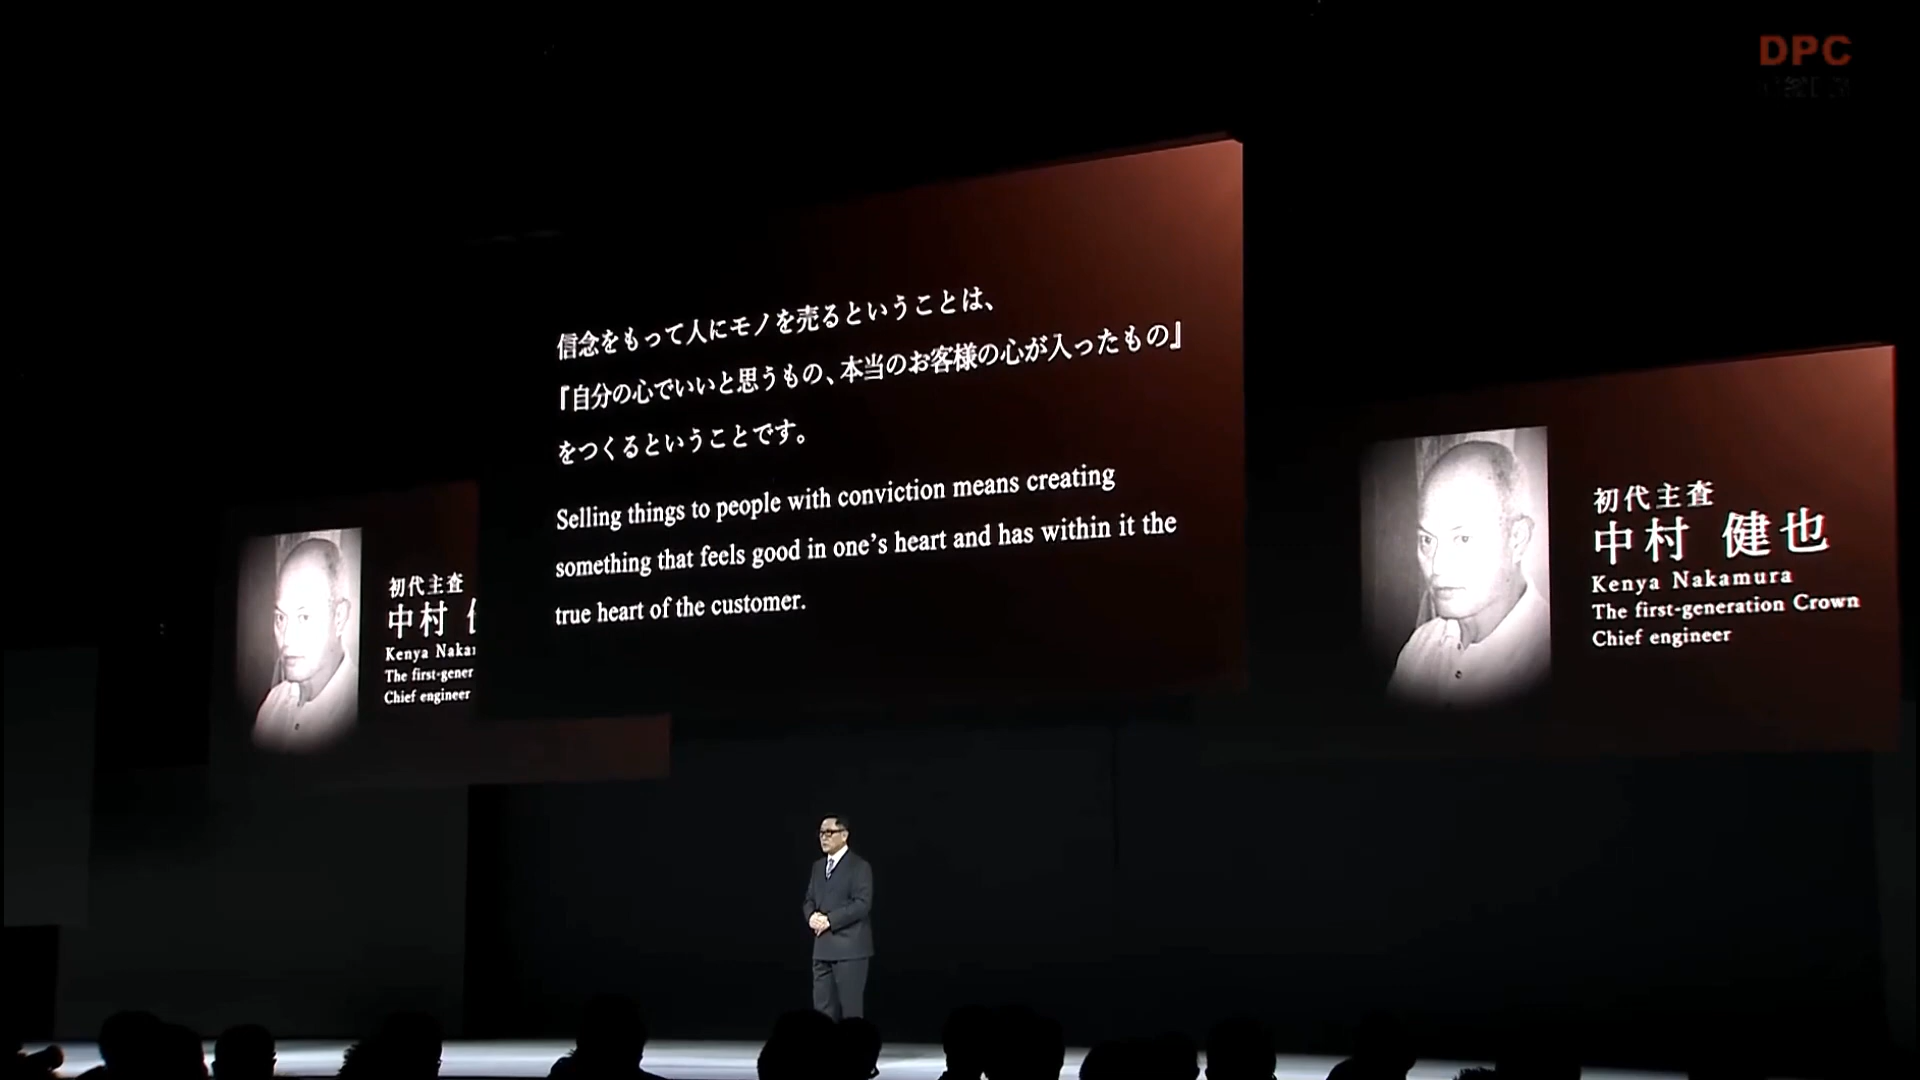 DPC
信念をもって人にモノを売るということは、
『自分の心でいいと思うもの、本当のお客様の心が入ったもの』
をつくるということです。
Selling things to people with conviction means creating
something that feels good in one's heart and has within it the
true heart of the customer.
初代主査
中村
Kenya Naka
The first-gener
Chief engineer
初代主査
中村 健也
Kenya Nakamura
The first-generation Crown
Chief engineer